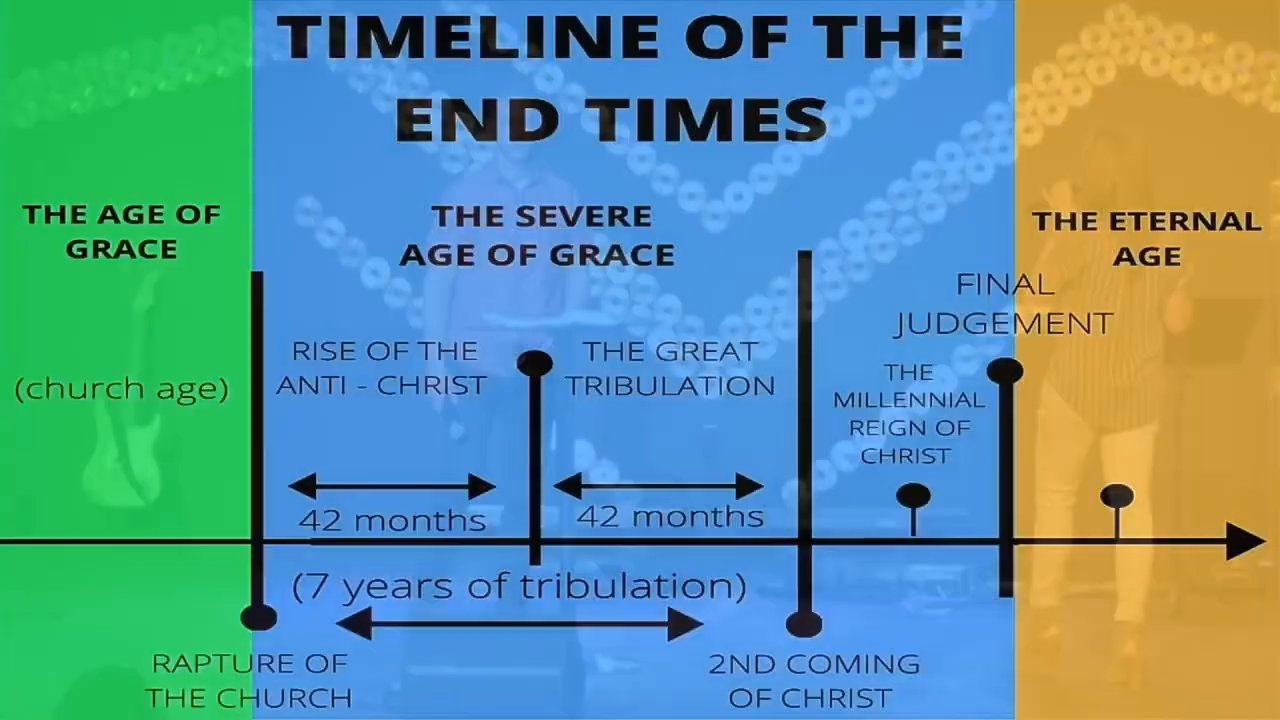 TIMELINE OF THE
END TIMES
THE AGE OF
GRACE
(church age)
THE SEVERE
AGE OF GRACE
RISE OF THE
ANTI - CHRIST
THE GREAT
TRIBULATION
42 months
42 months
(7 years of tribulation)
RAPTURE OF
THE CHURCH
2ND COMING
OF CHRIST
THE
MILLENNIAL
REIGN OF
CHRIST
FINAL
JUDGEMENT
THE ETERNAL
AGE